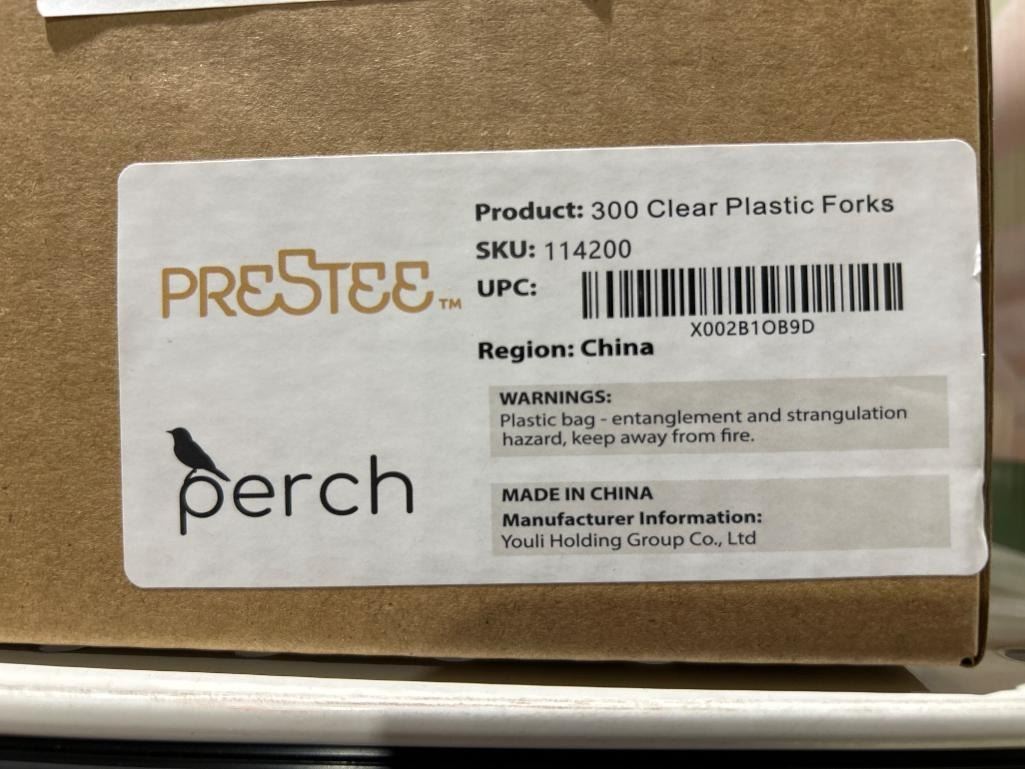 PRESTEE™
perch
Product: 300 Clear Plastic Forks
SKU: 114200
UPC:
X002B1OB9D
Region: China
WARNINGS:
Plastic bag - entanglement and strangulation
hazard, keep away from fire.
MADE IN CHINA
Manufacturer Information:
Youli Holding Group Co., Ltd